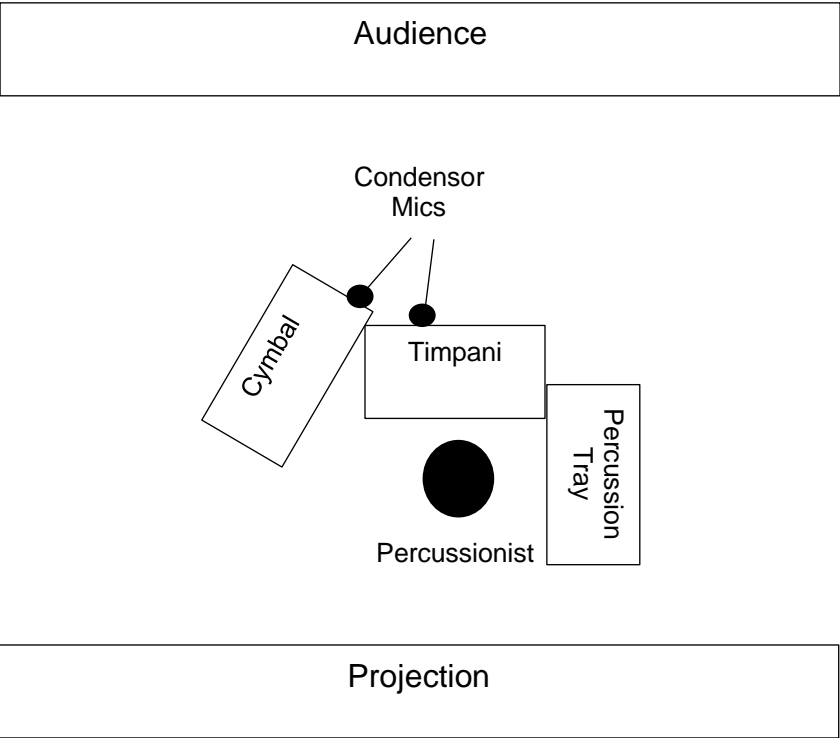 Audience
Condensor
Mics
Cymbal
Timpani
Percussion
Tray
Percussionist
Projection